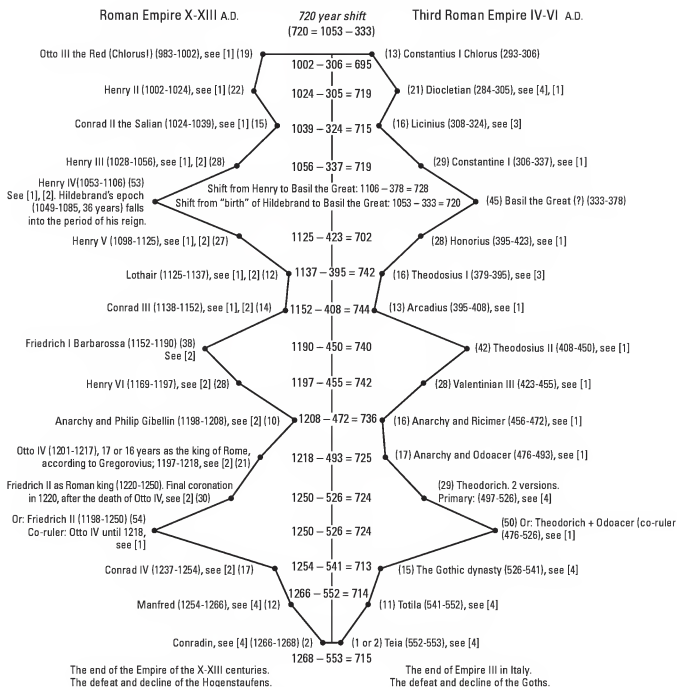 Roman Empire X-XIII A.D.
720 year shift
(720 = 1053 – 333)
Third Roman Empire IV-VI A.D.
Otto III the Red (Chlorus!) (983-1002), see [1] (19)
1002 – 306 = 695
(13) Constantius I Chlorus (293-306)
Henry II (1002-1024), see [1] (22)
1024 – 305 = 719
(21) Diocletian (284-305), see [4], [1]
Conrad II the Salian (1024-1039), see [1] (15)
1039 – 324 = 715
(16) Licinius (308-324), see [3]
Henry III (1028-1056), see [1], [2] (28)
1056 – 337 = 719
(29) Constantine I (306-337), see [1]
Henry IV(1053-1106) (53)
See [1], [2]. Hildebrand's epoch
(1049-1085, 36 years) falls
into the period of his reign.
Shift from Henry to Basil the Great: 1106 – 378 = 728
Shift from "birth" of Hildebrand to Basil the Great: 1053 – 333 = 720
(45) Basil the Great (?) (333-378)
Henry V (1098-1125), see [1], [2] (27)
1125 – 423 = 702
(28) Honorius (395-423), see [1]
Lothair (1125-1137), see [1], [2] (12)
1137 – 395 = 742
(16) Theodosius I (379-395), see [3]
Conrad III (1138-1152), see [1], [2] (14)
1152 – 408 = 744
(13) Arcadius (395-408), see [1]
Friedrich I Barbarossa (1152-1190) (38)
See [2]
1190 – 450 = 740
(42) Theodosius II (408-450), see [1]
Henry VI (1169-1197), see [2] (28)
1197 – 455 = 742
(28) Valentinian III (423-455), see [1]
Anarchy and Philip Gibellin (1198-1208), see [2] (10)
1208 – 472 = 736
(16) Anarchy and Ricimer (456-472), see [1]
Otto IV (1201-1217), 17 or 16 years as the king of Rome,
according to Gregorovius; 1197-1218, see [2] (21)
1218 – 493 = 725
(17) Anarchy and Odoacer (476-493), see [1]
Friedrich II as Roman king (1220-1250). Final coronation
in 1220, after the death of Otto IV, see [2] (30)
1250 – 526 = 724
(29) Theodorich. 2 versions.
Primary: (497-526), see [4]
Or: Friedrich II (1198-1250) (54)
Co-ruler: Otto IV until 1218,
see [1]
1250 – 526 = 724
(50) Or: Theodorich + Odoacer (co-ruler
(476-526), see [1]
Conrad IV (1237-1254), see [2] (17)
1254 – 541 = 713
(15) The Gothic dynasty (526-541), see [4]
Manfred (1254-1266), see [4] (12)
1266 – 552 = 714
(11) Totila (541-552), see [4]
Conradin, see [4] (1266-1268) (2)
(1 or 2) Teia (552-553), see [4]
1268 – 553 = 715
The end of the Empire of the X-XIII centuries.
The defeat and decline of the Hogenstaufens.
The end of Empire III in Italy.
The defeat and decline of the Goths.